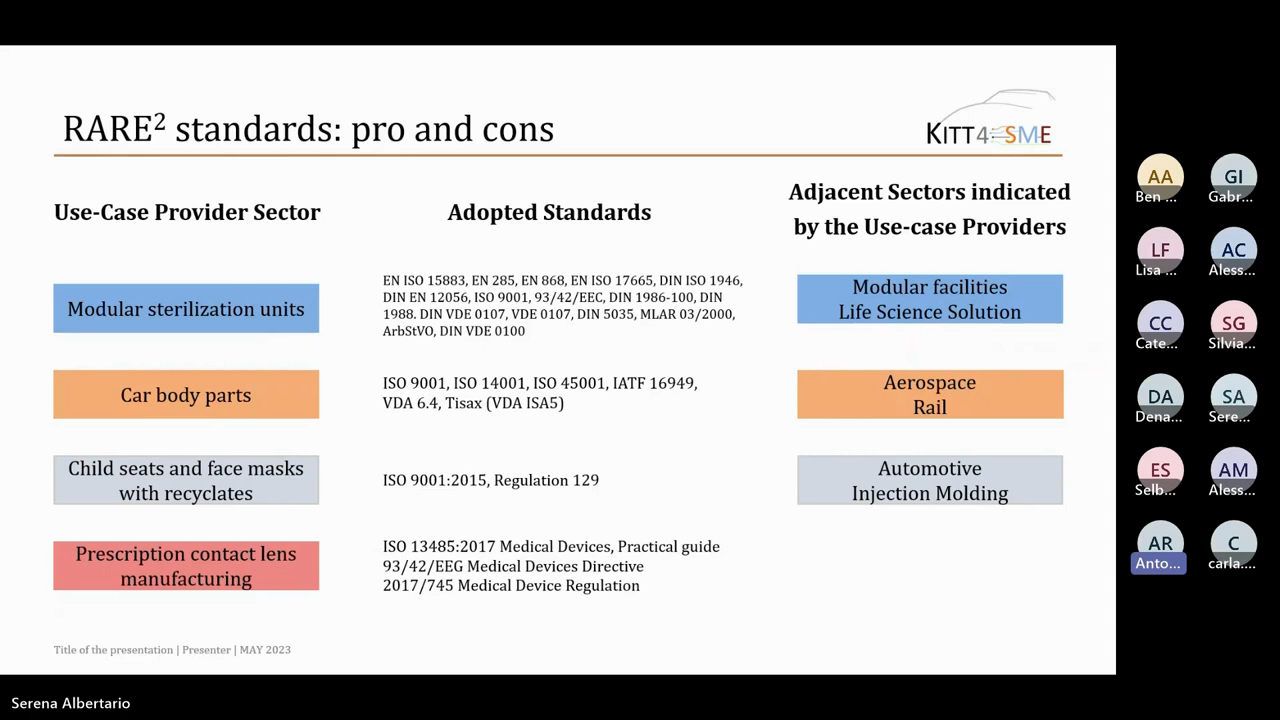 RARE² standards: pro and cons
KITT4SME
Use-Case Provider Sector
Adopted Standards
Adjacent Sectors indicated
by the Use-case Providers
Modular sterilization units
EN ISO 15883, EN 285, EN 868, EN ISO 17665, DIN ISO 1946,
DIN EN 12056, ISO 9001, 93/42/EEC, DIN 1986-100, DIN
1988. DIN VDE 0107, VDE 0107, DIN 5035, MLAR 03/2000,
ArbStVO, DIN VDE 0100
Modular facilities
Life Science Solution
Car body parts
ISO 9001, ISO 14001, ISO 45001, IATF 16949,
VDA 6.4, Tisax (VDA ISA5)
Aerospace
Rail
Child seats and face masks
with recyclates
ISO 9001:2015, Regulation 129
Automotive
Injection Molding
Prescription contact lens
manufacturing
ISO 13485:2017 Medical Devices, Practical guide
93/42/EEG Medical Devices Directive
2017/745 Medical Device Regulation
Title of the presentation | Presenter | MAY 2023
AA
Ben ...
GI
Gabr...
LF
Lisa ...
AC
Aless...
CC
Cate...
SG
Silvia...
DA
Dena...
SA
Sere...
ES
Selb...
AM
Aless...
AR
Anto...
C
carla....
Serena Albertario